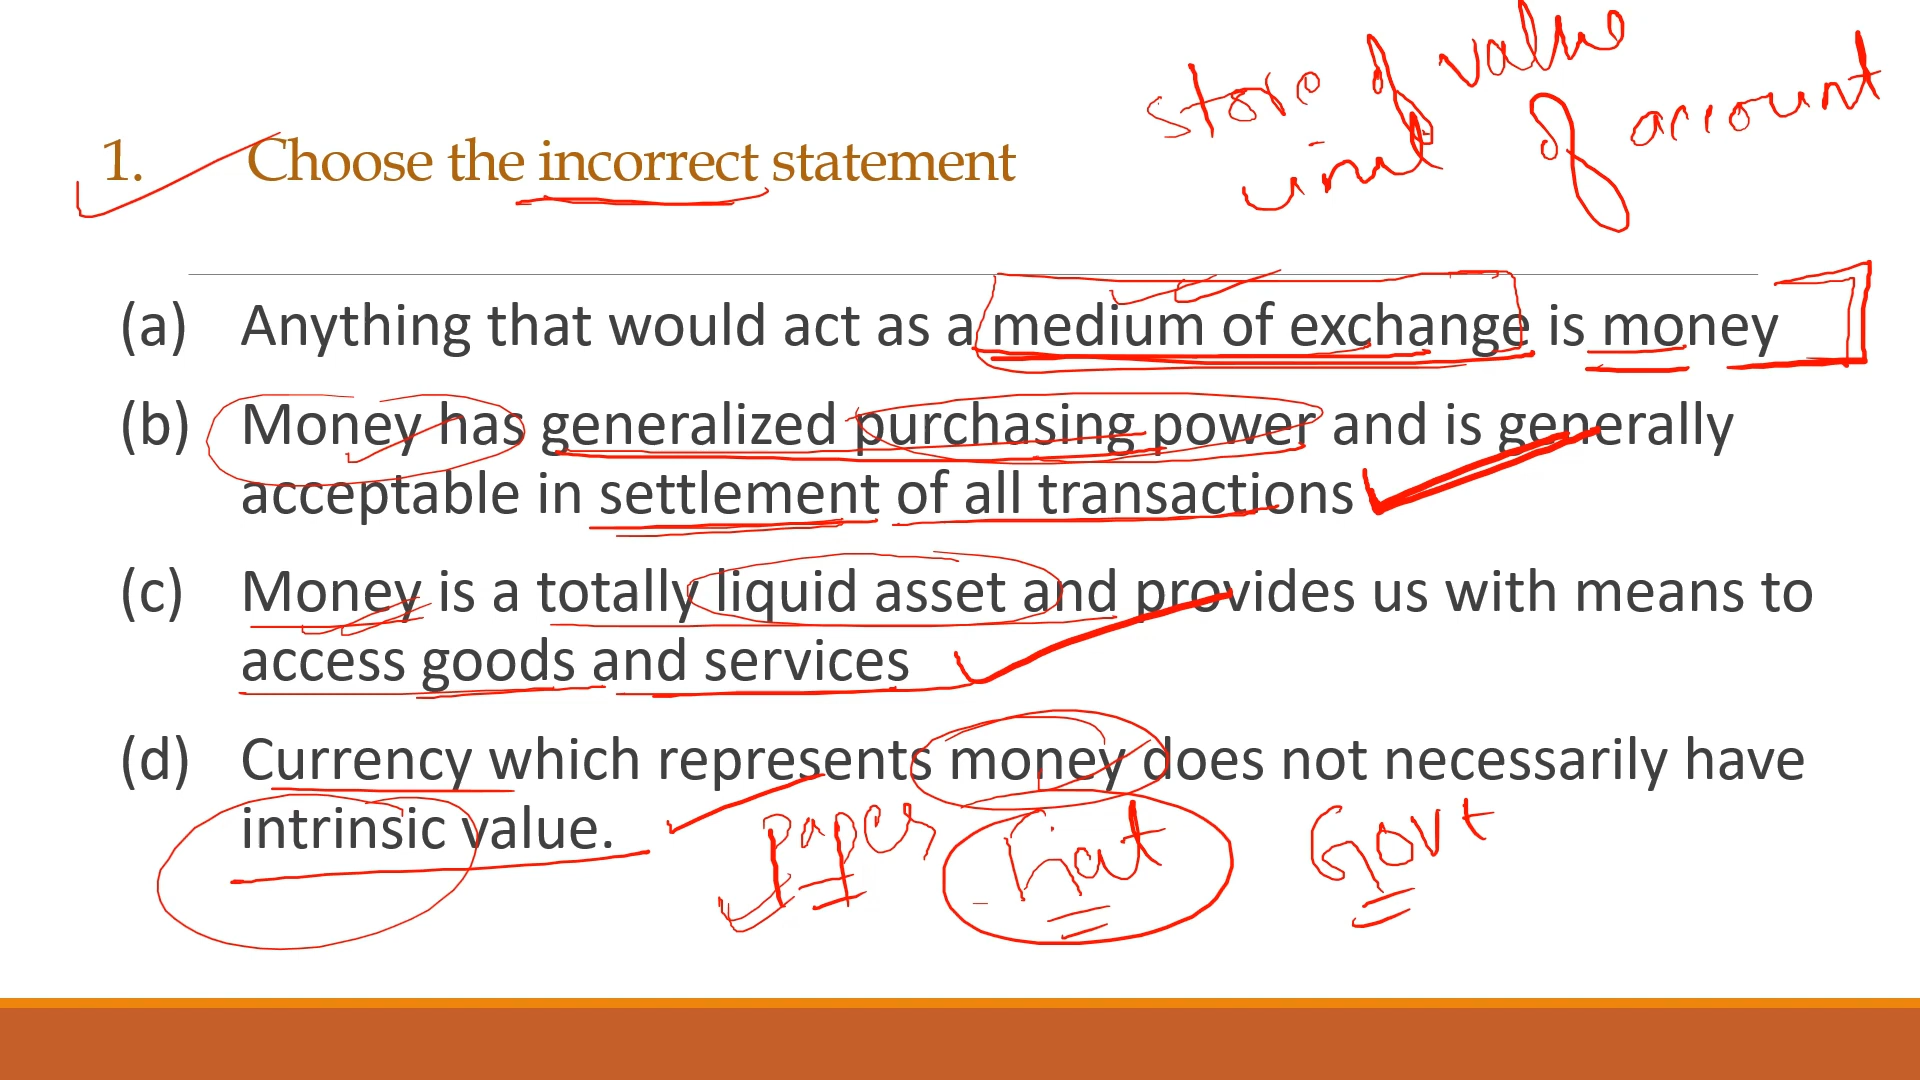 store of value
unit of account
1. Choose the incorrect statement
(a) Anything that would act as a medium of exchange is money
(b) Money has generalized purchasing power and is generally
acceptable in settlement of all transactions
(c) Money is a totally liquid asset and provides us with means to
access goods and services
(d) Currency which represents money does not necessarily have
intrinsic value.
Paper Fiat Govt